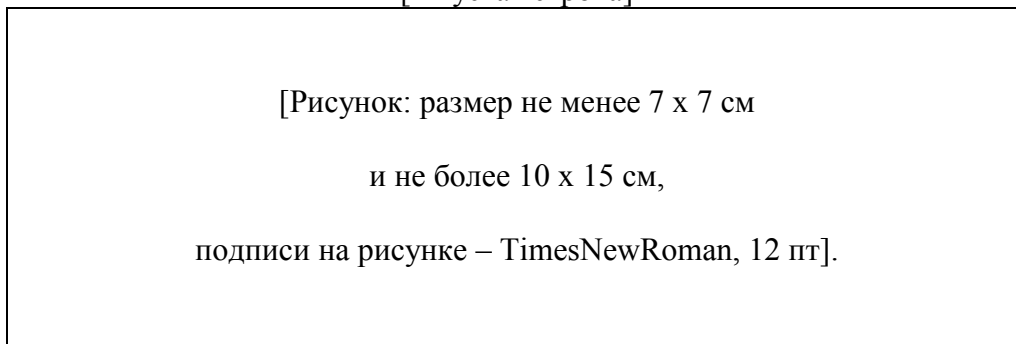 [Рисунок: размер не менее 7 х 7 см
и не более 10 х 15 см,
подписи на рисунке – TimesNewRoman, 12 пт].